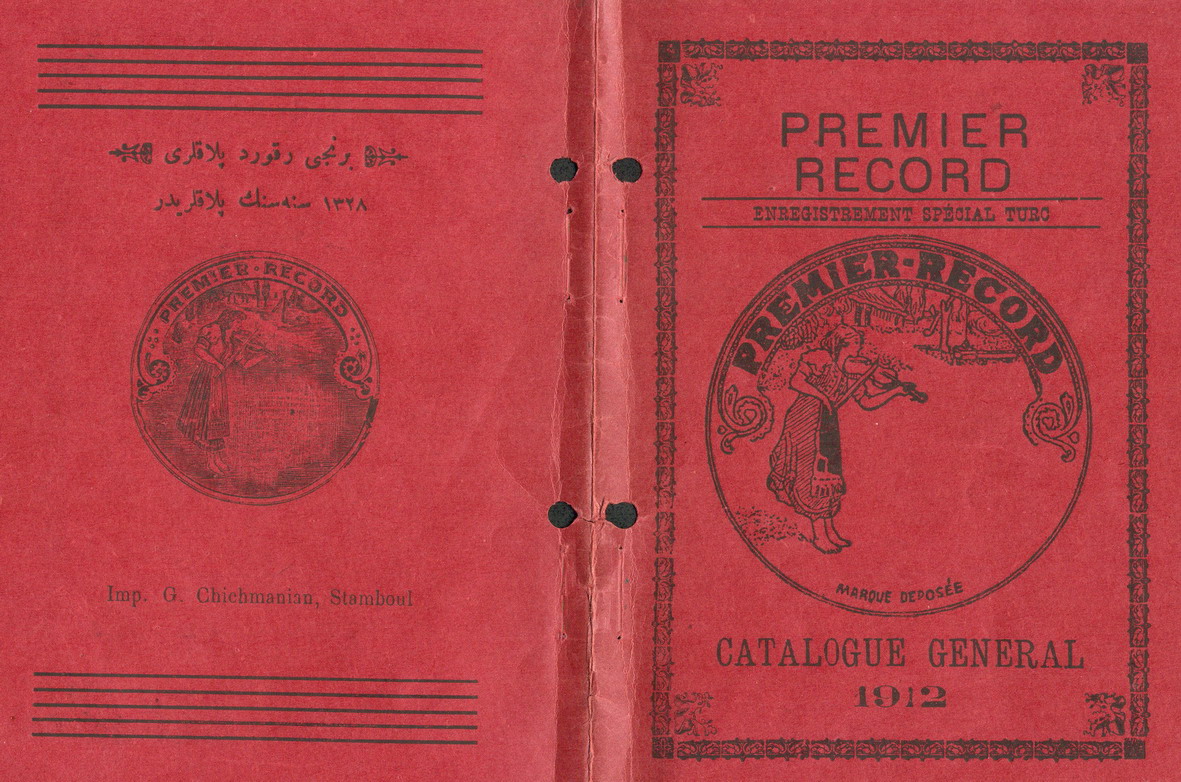 برنجی رقورد پلاقلری
١٣٢٨ سنه‌سنك پلاقلریدر
PREMIER-RECORD
Imp. G. Chichmanian, Stamboul
PREMIER
RECORD
ENREGISTREMENT SPÉCIAL TURC
PREMIER-RECORD
MARQUE DEPOSÉE
CATALOGUE GENERAL
1912